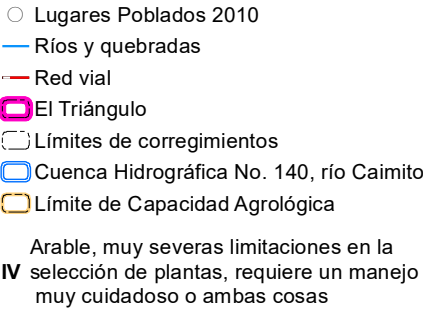 Lugares Poblados 2010
Ríos y quebradas
Red vial
El Triángulo
Límites de corregimientos
Cuenca Hidrográfica No. 140, río Caimito
Límite de Capacidad Agrológica
Arable, muy severas limitaciones en la
IV selección de plantas, requiere un manejo
muy cuidadoso o ambas cosas